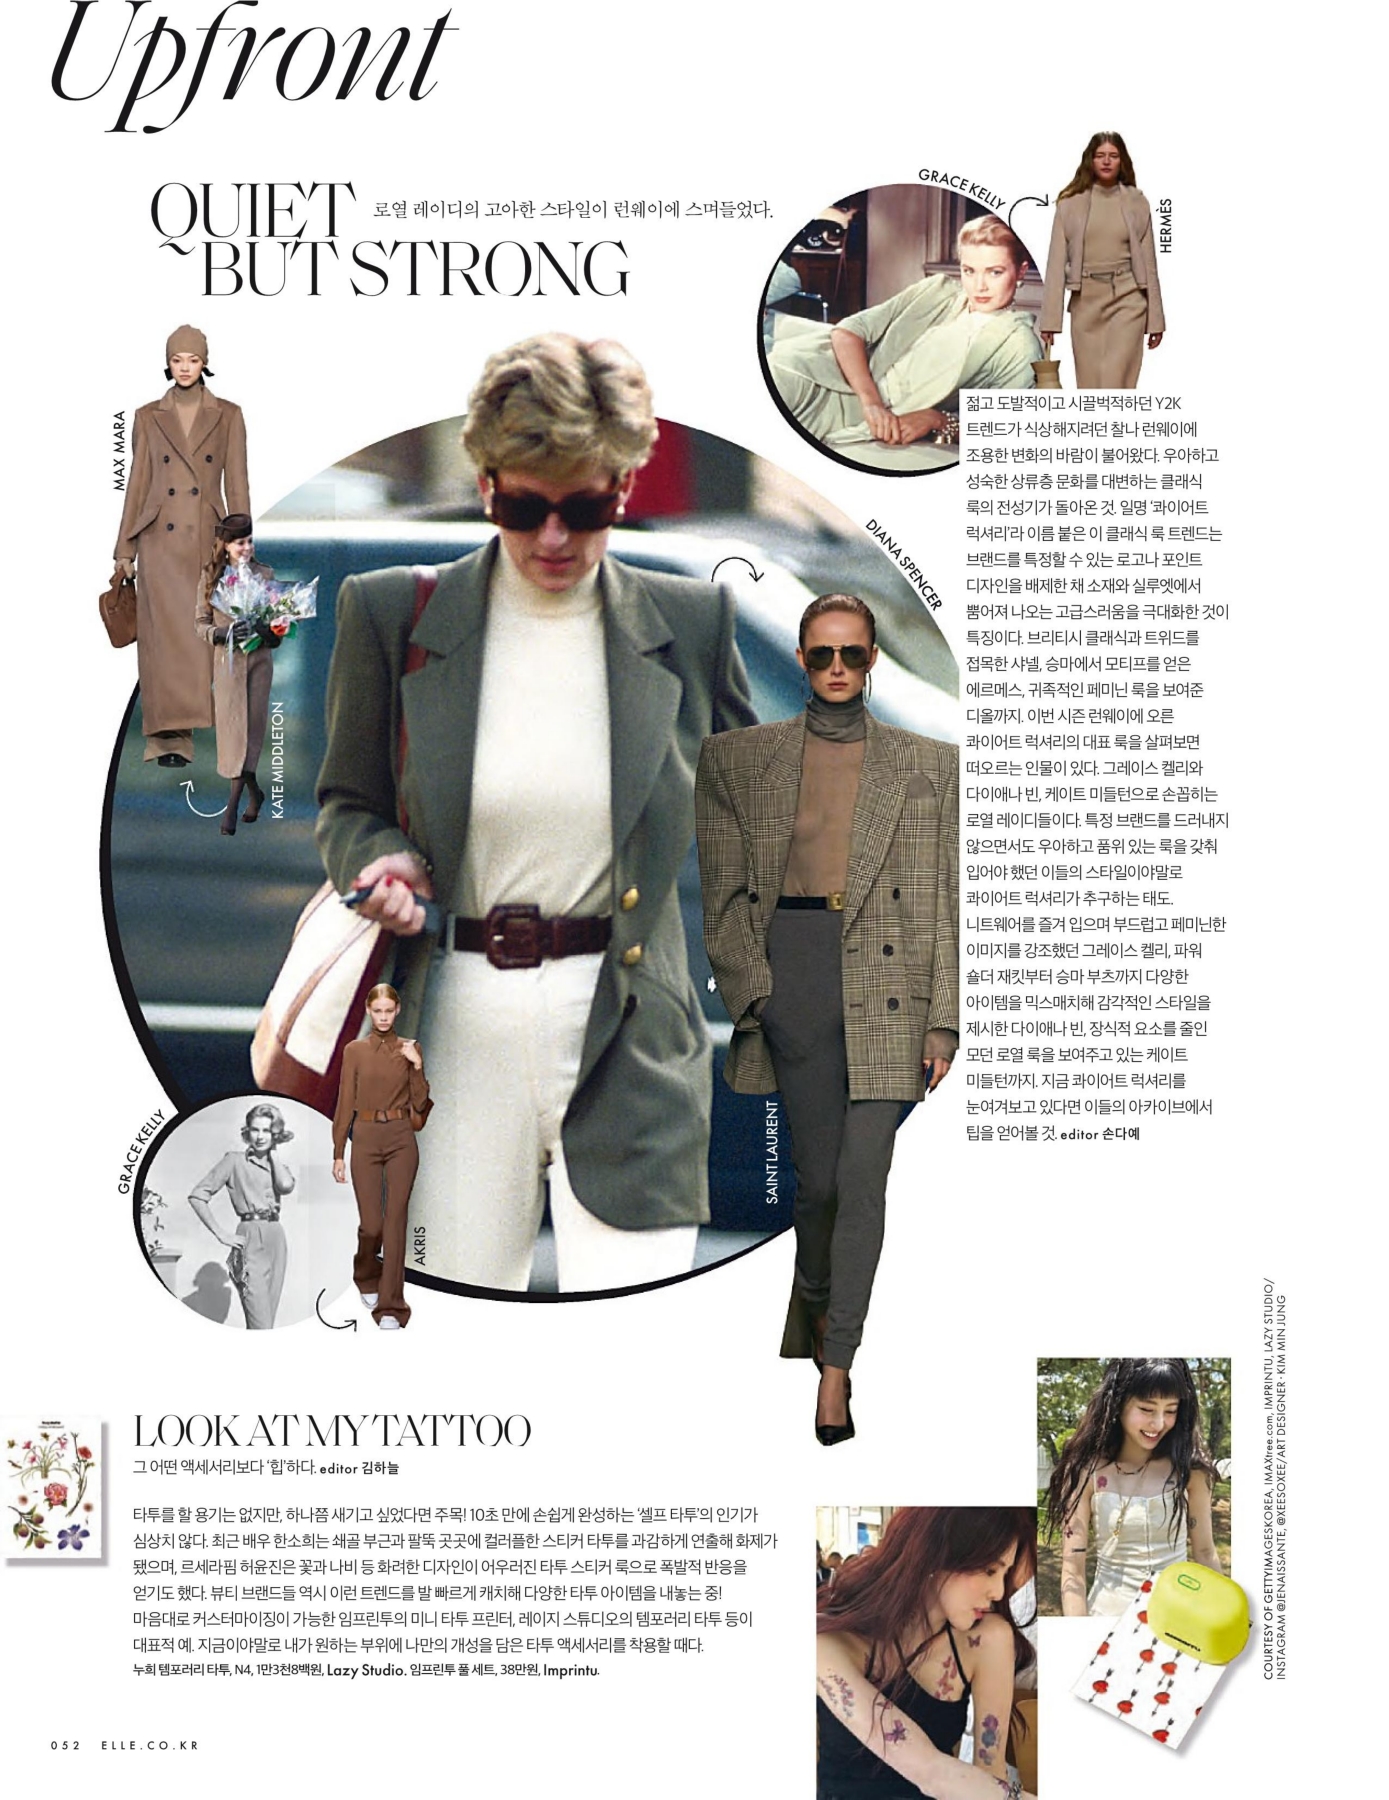 Upfront
QUIET
BUT STRONG
로열 레이디의 고아한 스타일이 런웨이에 스며들었다.
GRACE KELLY
HERMÈS
MAX MARA
KATE MIDDLETON
DIANA SPENCER
SAINT LAURENT
GRACE KELLY
AKRIS
젊고 도발적이고 시끌벅적하던 Y2K
트렌드가 식상해지려던 찰나 런웨이에
조용한 변화의 바람이 불어왔다. 우아하고
성숙한 상류층 문화를 대변하는 클래식
룩의 전성기가 돌아온 것. 일명 ‘콰이어트
럭셔리’라 이름 붙은 이 클래식 룩 트렌드는
브랜드를 특정할 수 있는 로고나 포인트
디자인을 배제한 채 소재와 실루엣에서
뿜어져 나오는 고급스러움을 극대화한 것이
특징이다. 브리티시 클래식과 트위드를
접목한 샤넬, 승마에서 모티프를 얻은
에르메스, 귀족적인 페미닌 룩을 보여준
디올까지. 이번 시즌 런웨이에 오른
콰이어트 럭셔리의 대표 룩을 살펴보면
떠오르는 인물이 있다. 그레이스 켈리와
다이애나 빈, 케이트 미들턴으로 손꼽히는
로열 레이디들이다. 특정 브랜드를 드러내지
않으면서도 우아하고 품위 있는 룩을 갖춰
입어야 했던 이들의 스타일이야말로
콰이어트 럭셔리가 추구하는 태도.
니트웨어를 즐겨 입으며 부드럽고 페미닌한
이미지를 강조했던 그레이스 켈리, 파워
숄더 재킷부터 승마 부츠까지 다양한
아이템을 믹스매치해 감각적인 스타일을
제시한 다이애나 빈, 장식적 요소를 줄인
모던 로열 룩을 보여주고 있는 케이트
미들턴까지. 지금 콰이어트 럭셔리를
눈여겨보고 있다면 이들의 아카이브에서
팁을 얻어볼 것. editor 손다예
LOOK AT MY TATTOO
그 어떤 액세서리보다 ‘힙’하다. editor 김하늘
타투를 할 용기는 없지만, 하나쯤 새기고 싶었다면 주목! 10초 만에 손쉽게 완성하는 ‘셀프 타투’의 인기가
심상치 않다. 최근 배우 한소희는 쇄골 부근과 팔뚝 곳곳에 컬러풀한 스티커 타투를 과감하게 연출해 화제가
됐으며, 르세라핌 허윤진은 꽃과 나비 등 화려한 디자인이 어우러진 타투 스티커 룩으로 폭발적 반응을
얻기도 했다. 뷰티 브랜드들 역시 이런 트렌드를 발 빠르게 캐치해 다양한 타투 아이템을 내놓는 중!
마음대로 커스터마이징이 가능한 임프린투의 미니 타투 프린터, 레이지 스튜디오의 템포러리 타투 등이
대표적 예. 지금이야말로 내가 원하는 부위에 나만의 개성을 담은 타투 액세서리를 착용할 때다.
누희 템포러리 타투, N4, 1만3천8백원, Lazy Studio. 임프린투 풀 세트, 38만원, Imprintu.
COURTESY OF GETTYIMAGESKOREA, IMAXtree.com, IMPRINTU, LAZY STUDIO/
INSTAGRAM @JENAISSANTE, @XEESOXEE/ ART DESIGNER · KIM MIN JUNG
052 ELLE.CO.KR